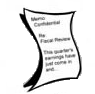 Memo:
Confidential
Re:
Fiscal Review
This quarter's
earnings have
just come in
and...